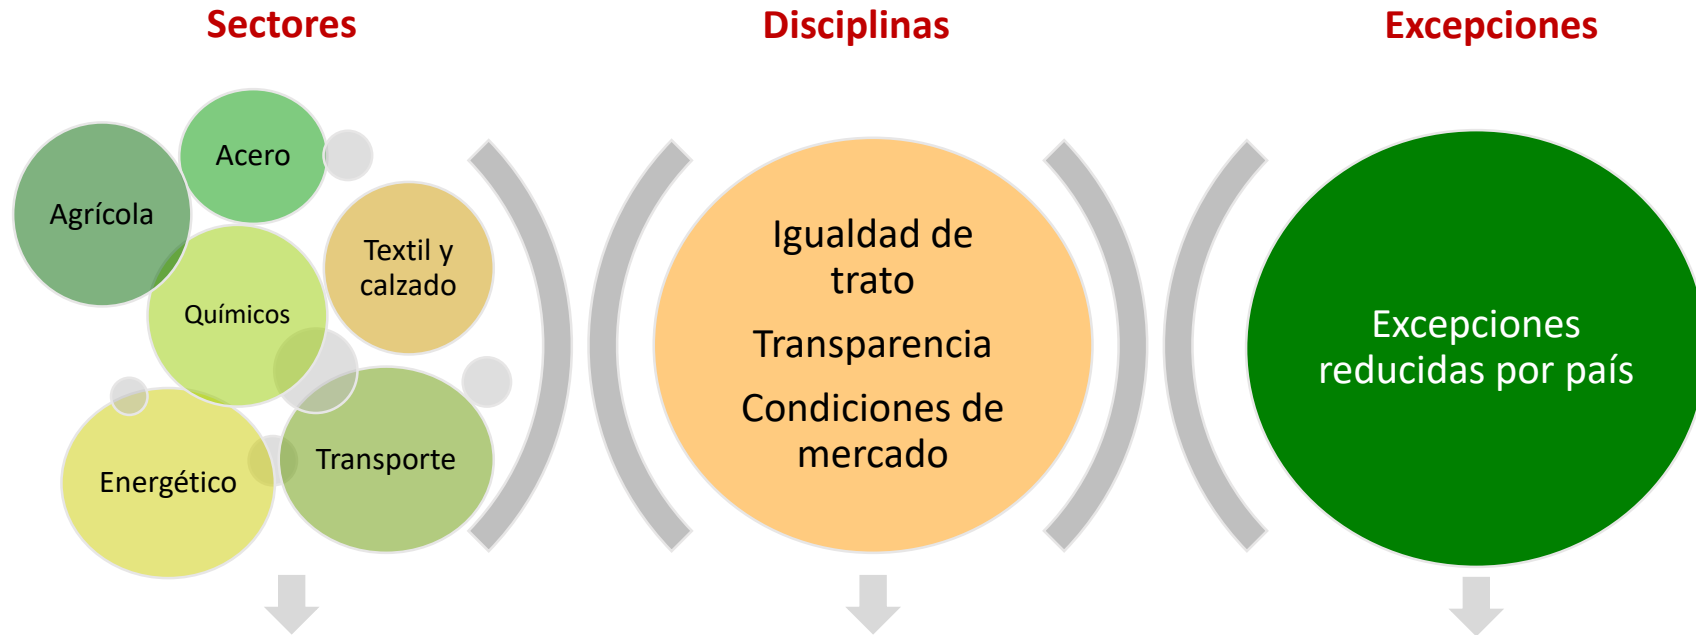 Sectores
Disciplinas
Excepciones
Acero
Agrícola
Textil y
calzado
Químicos
Energético
Transporte
Igualdad de
trato
Transparencia
Condiciones de
mercado
Excepciones
reducidas por país